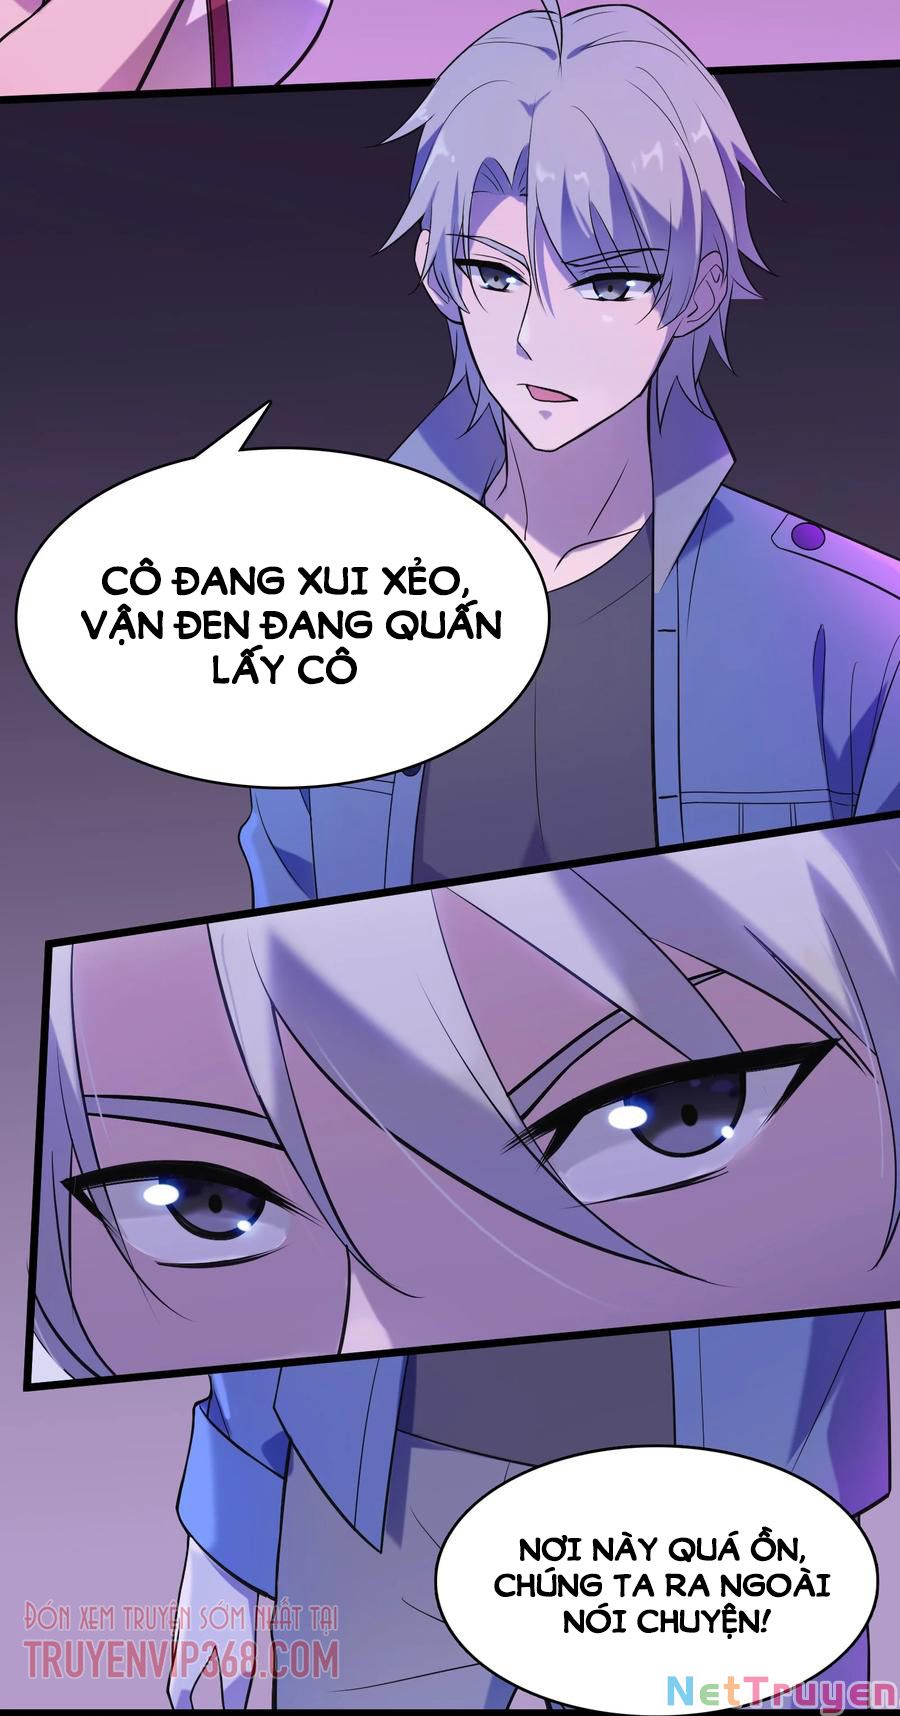 CÔ ĐANG XUI XẺO,
VẬN ĐEN ĐANG QUẤN
LẤY CÔ
NƠI NÀY QUÁ ỒN,
CHÚNG TA RA NGOÀI
NÓI CHUYỆN!
ĐÓN XEM TRUYỆN SỚM NHẤT TẠI
TRUYENVIP368.COM
NetTruyen